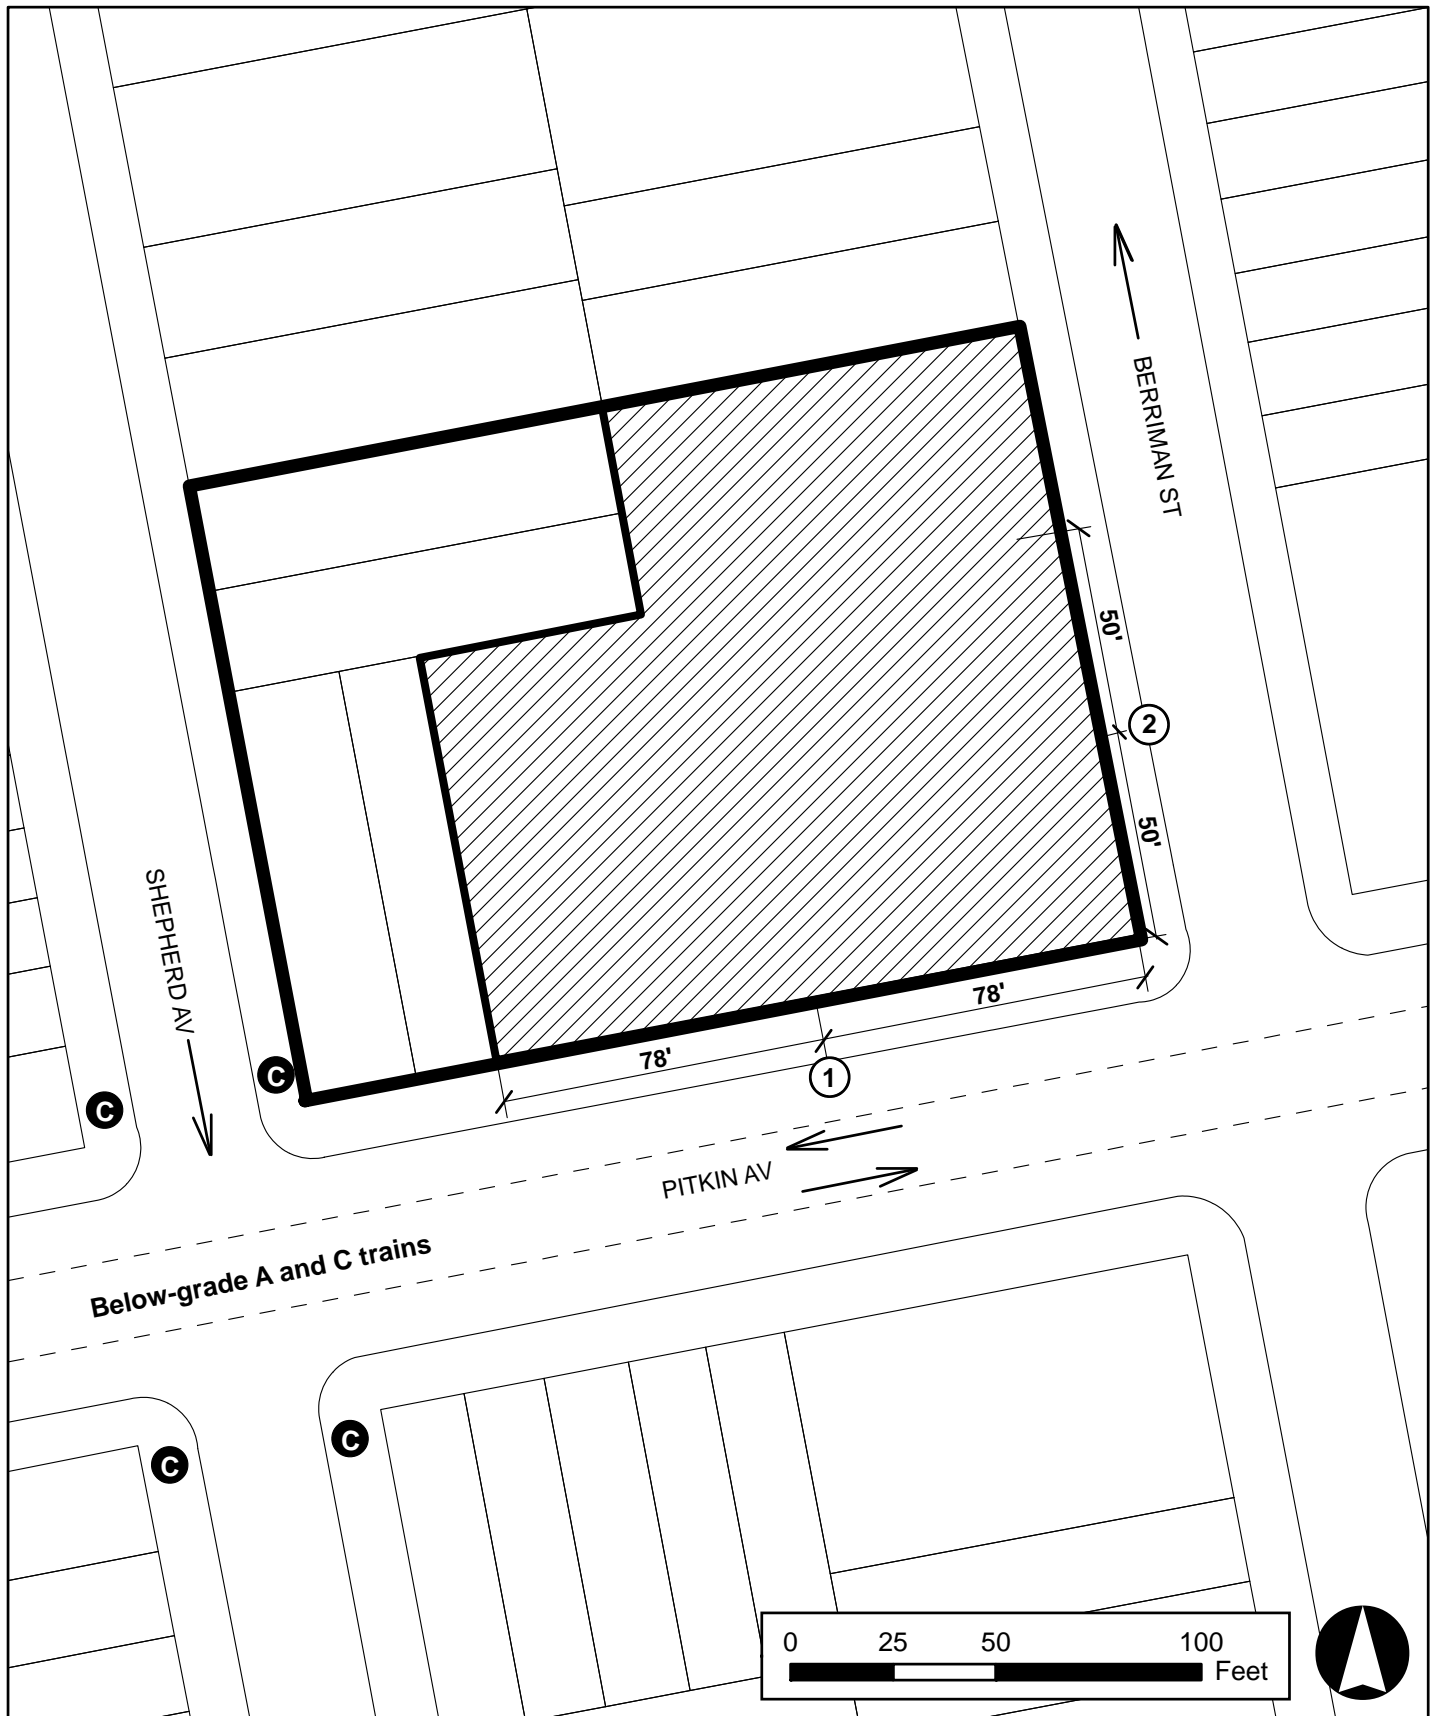 BERRIMAN ST
50'
2
50'
SHEPHERD AV
78'
78'
C
1
C
PITKIN AV
Below-grade A and C trains
C
C
0 25 50 100
Feet